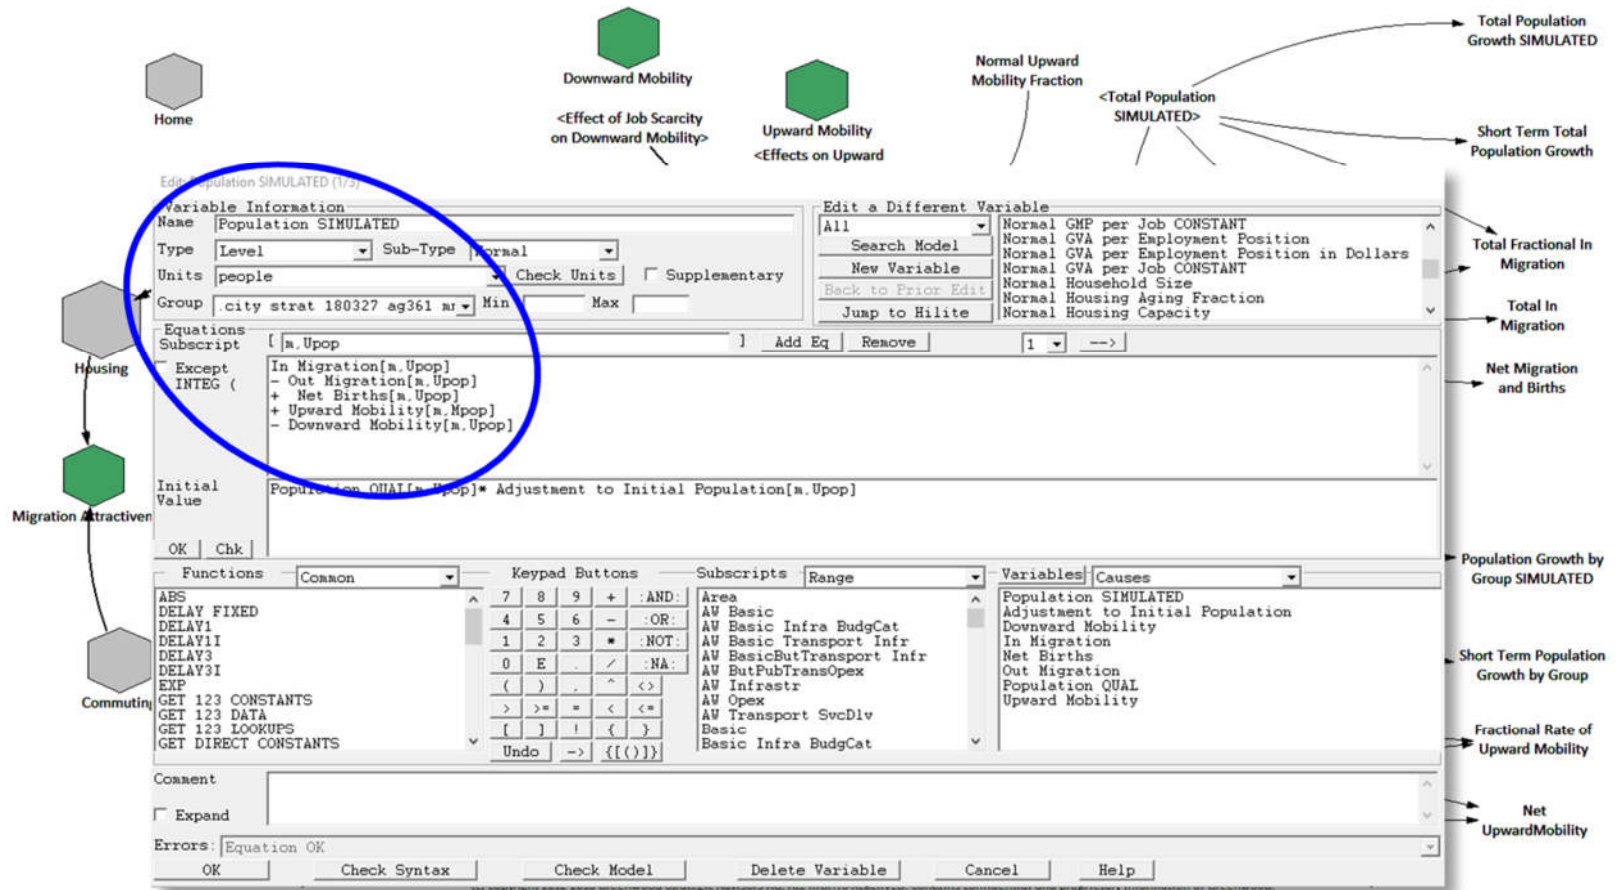 Home
Downward Mobility
<Effect of Job Scarcity
on Downward Mobility>
Upward Mobility
<Effects on Upward
Normal Upward
Mobility Fraction
<Total Population
SIMULATED>
Total Population
Growth SIMULATED
Short Term Total
Population Growth
Total Fractional In
Migration
Total In
Migration
Net Migration
and Births
Population Growth by
Group SIMULATED
Short Term Population
Growth by Group
Fractional Rate of
Upward Mobility
Net
UpwardMobility
Housing
Migration Attractiven
Commuting
Edit: Population SIMULATED (1/3)
Variable Information
Name Population SIMULATED
Type Level Sub-Type Normal
Units people Check Units Supplementary
Group .city strat 180327 ag361 Min Max
Edit a Different Variable
All
Search Model
New Variable
Back to Prior Edit
Jump to Hilite
Normal GMP per Job CONSTANT
Normal GVA per Employment Position
Normal GVA per Employment Position in Dollars
Normal GVA per Job CONSTANT
Normal Household Size
Normal Housing Aging Fraction
Normal Housing Capacity
Equations
Subscript [ m,Upop ] Add Eq Remove 1 -->
Except
INTEG (
In Migration[m,Upop]
- Out Migration[m,Upop]
+ Net Births[m,Upop]
+ Upward Mobility[m,Mpop]
- Downward Mobility[m,Upop]
Initial
Value
Population QUAL[m,Upop]* Adjustment to Initial Population[m,Upop]
OK Chk
Functions Common
ABS
DELAY FIXED
DELAY1
DELAY1I
DELAY3
DELAY3I
EXP
GET 123 CONSTANTS
GET 123 DATA
GET 123 LOOKUPS
GET DIRECT CONSTANTS
Keypad Buttons
7 8 9 + :AND:
4 5 6 - :OR:
1 2 3 * :NOT:
0 E . / :NA:
( ) , ^ <>
> >= = < <=
[ ] ! { }
Undo -> {[()]}
Subscripts Range
Area
AW Basic
AW Basic Infra BudgCat
AW Basic Transport Infr
AW BasicButTransport Infr
AW ButPubTransOpex
AW Infrastr
AW Opex
AW Transport SvcDlv
Basic
Basic Infra BudgCat
Variables Causes
Population SIMULATED
Adjustment to Initial Population
Downward Mobility
In Migration
Net Births
Out Migration
Population QUAL
Upward Mobility
Comment
Expand
Errors: Equation OK
OK Check Syntax Check Model Delete Variable Cancel Help